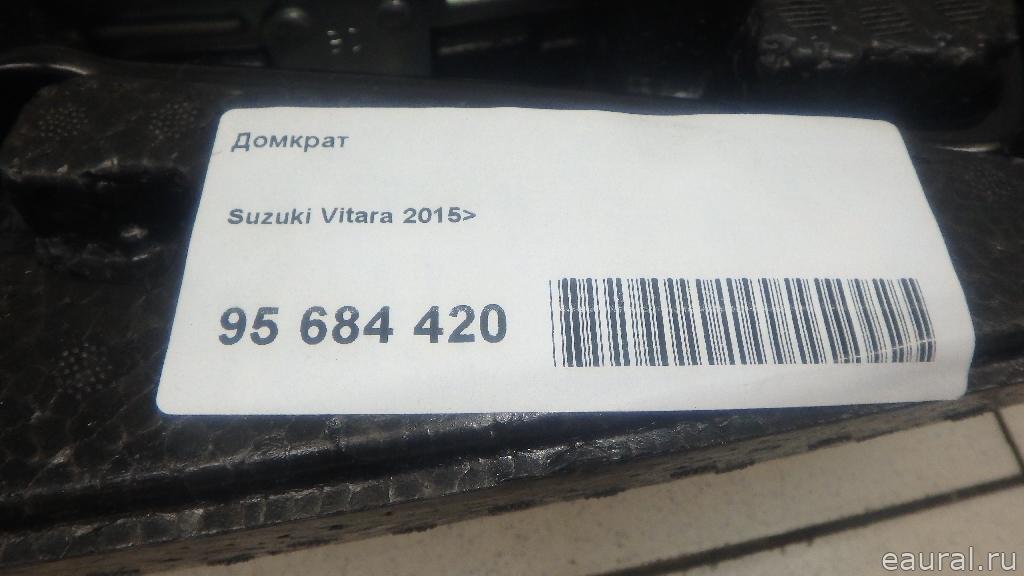 Домкрат
Suzuki Vitara 2015>
95 684 420
eaural.ru